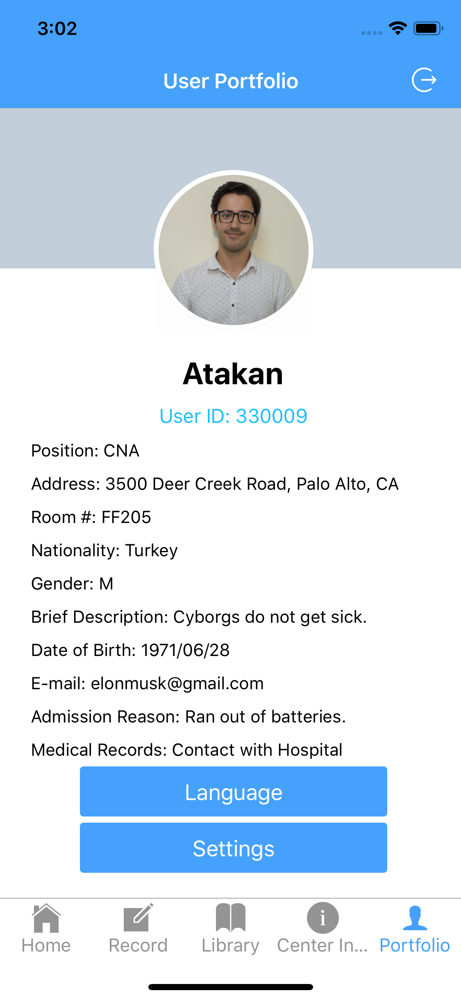 3:02
User Portfolio
Atakan
User ID: 330009
Position: CNA
Address: 3500 Deer Creek Road, Palo Alto, CA
Room #: FF205
Nationality: Turkey
Gender: M
Brief Description: Cyborgs do not get sick.
Date of Birth: 1971/06/28
E-mail: elonmusk@gmail.com
Admission Reason: Ran out of batteries.
Medical Records: Contact with Hospital
Language
Settings
Home Record Library Center In... Portfolio